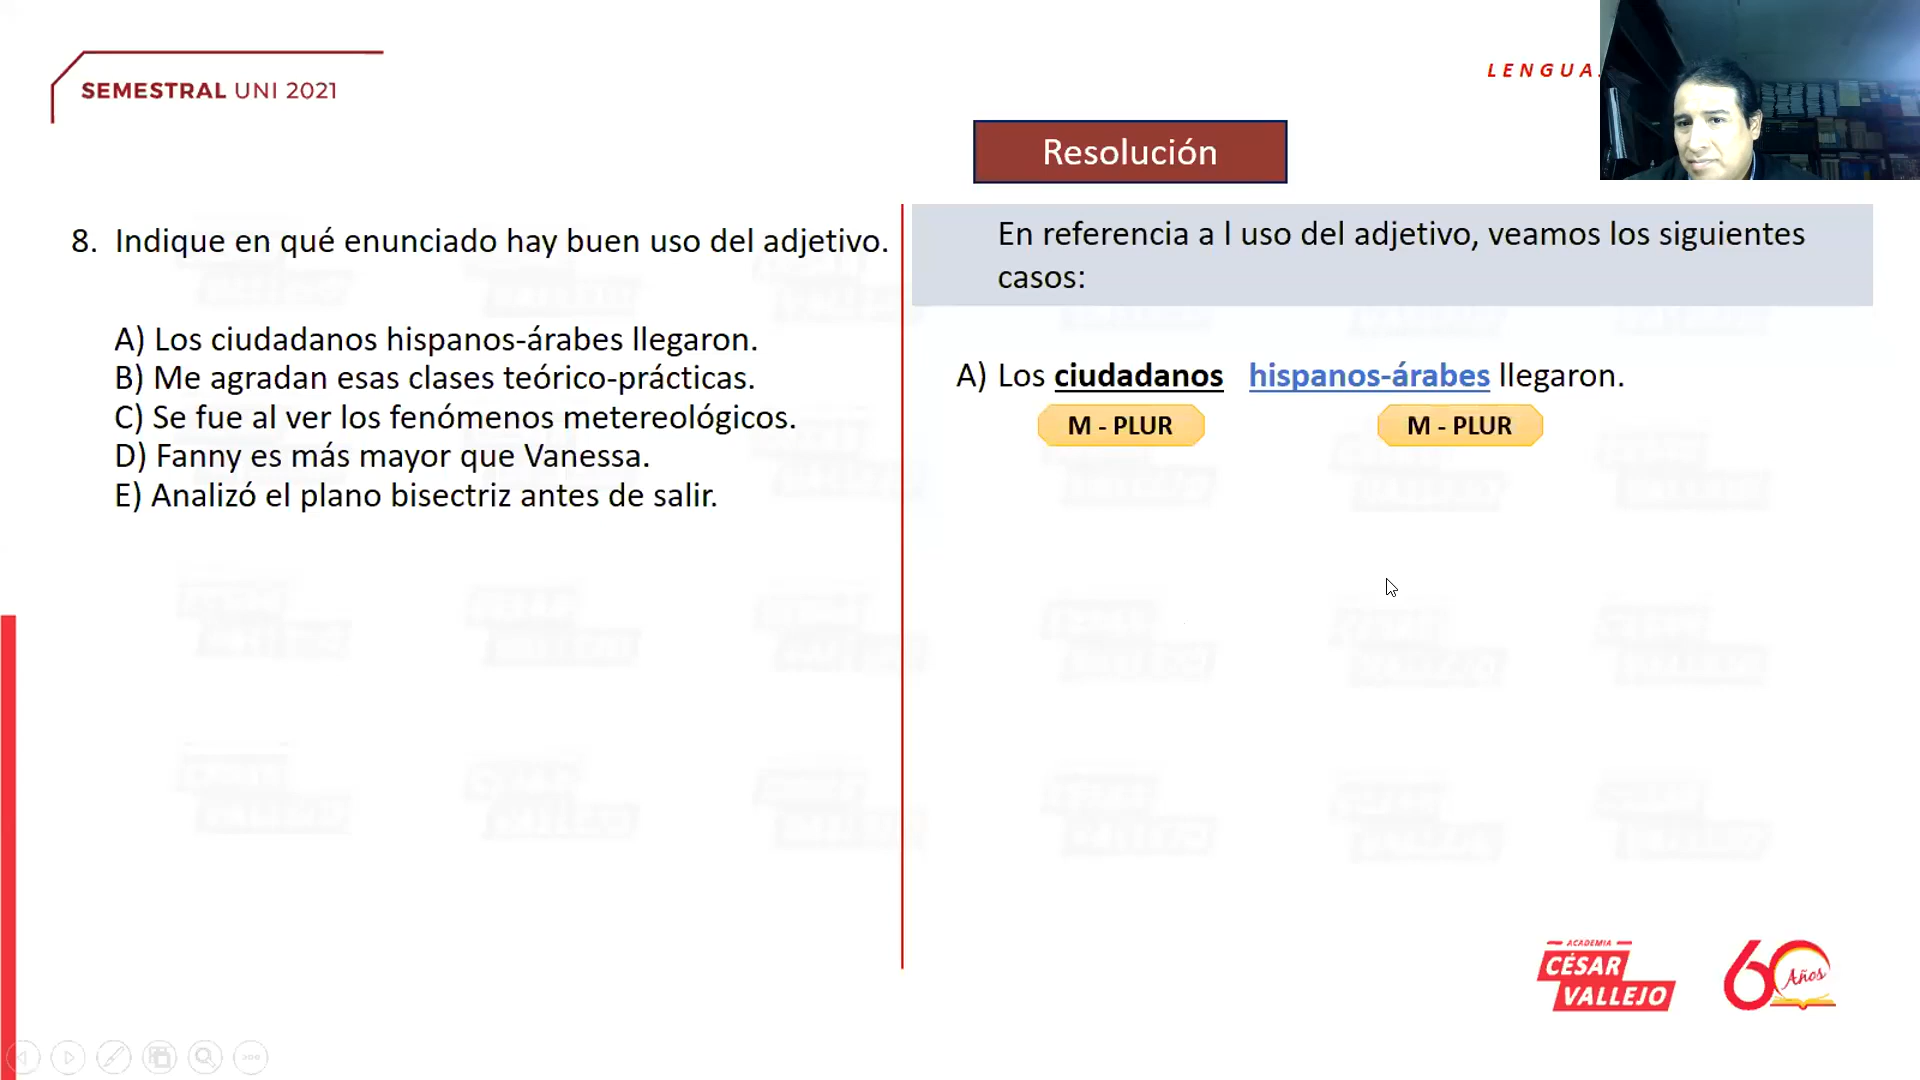 SEMESTRAL UNI 2021
LENGUA
Resolución
8. Indique en qué enunciado hay buen uso del adjetivo.
A) Los ciudadanos hispanos-árabes llegaron.
B) Me agradan esas clases teórico-prácticas.
C) Se fue al ver los fenómenos metereológicos.
D) Fanny es más mayor que Vanessa.
E) Analizó el plano bisectriz antes de salir.
En referencia a l uso del adjetivo, veamos los siguientes
casos:
A) Los ciudadanos hispanos-árabes llegaron.
M - PLUR M - PLUR
ACADEMIA
CÉSAR
VALLEJO
60 Años